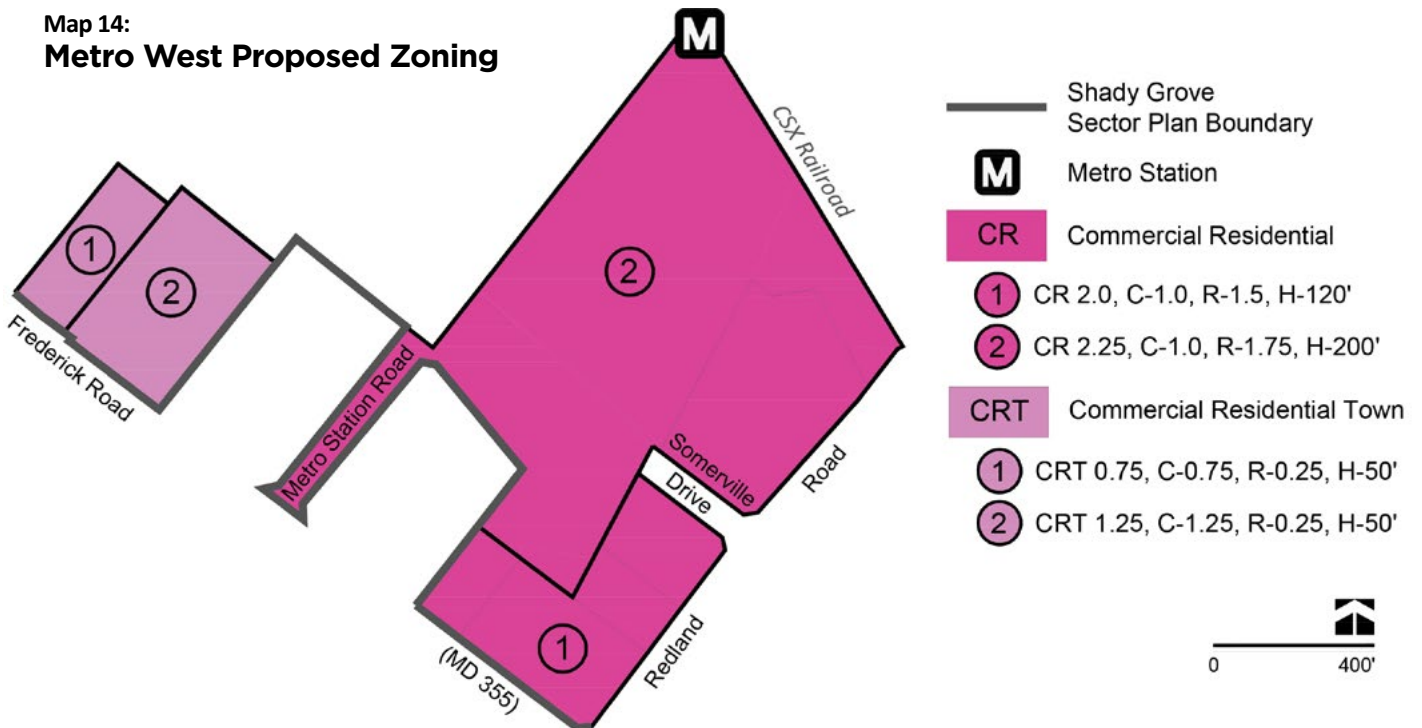 Map 14:
Metro West Proposed Zoning
M
CSX Railroad
1
2
2
Frederick Road
Metro Station Road
Somerville
Drive
Road
1
Redland
(MD 355)
Shady Grove
Sector Plan Boundary
M Metro Station
CR Commercial Residential
1 CR 2.0, C-1.0, R-1.5, H-120'
2 CR 2.25, C-1.0, R-1.75, H-200'
CRT Commercial Residential Town
1 CRT 0.75, C-0.75, R-0.25, H-50'
2 CRT 1.25, C-1.25, R-0.25, H-50'
0 400'